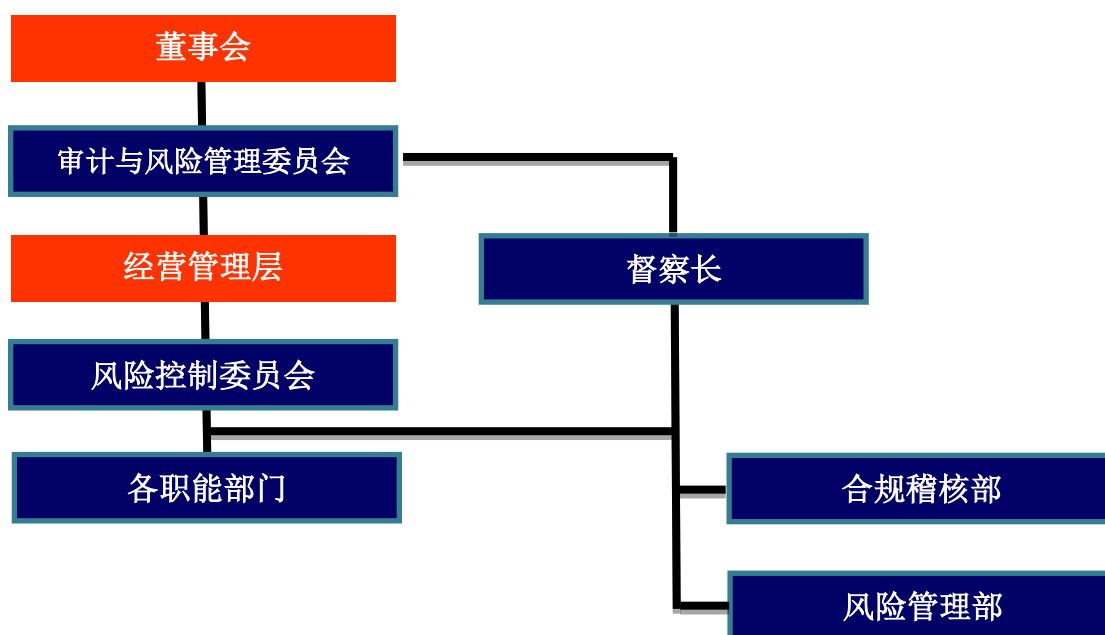 董事会
审计与风险管理委员会
经营管理层
督察长
风险控制委员会
各职能部门
合规稽核部
风险管理部